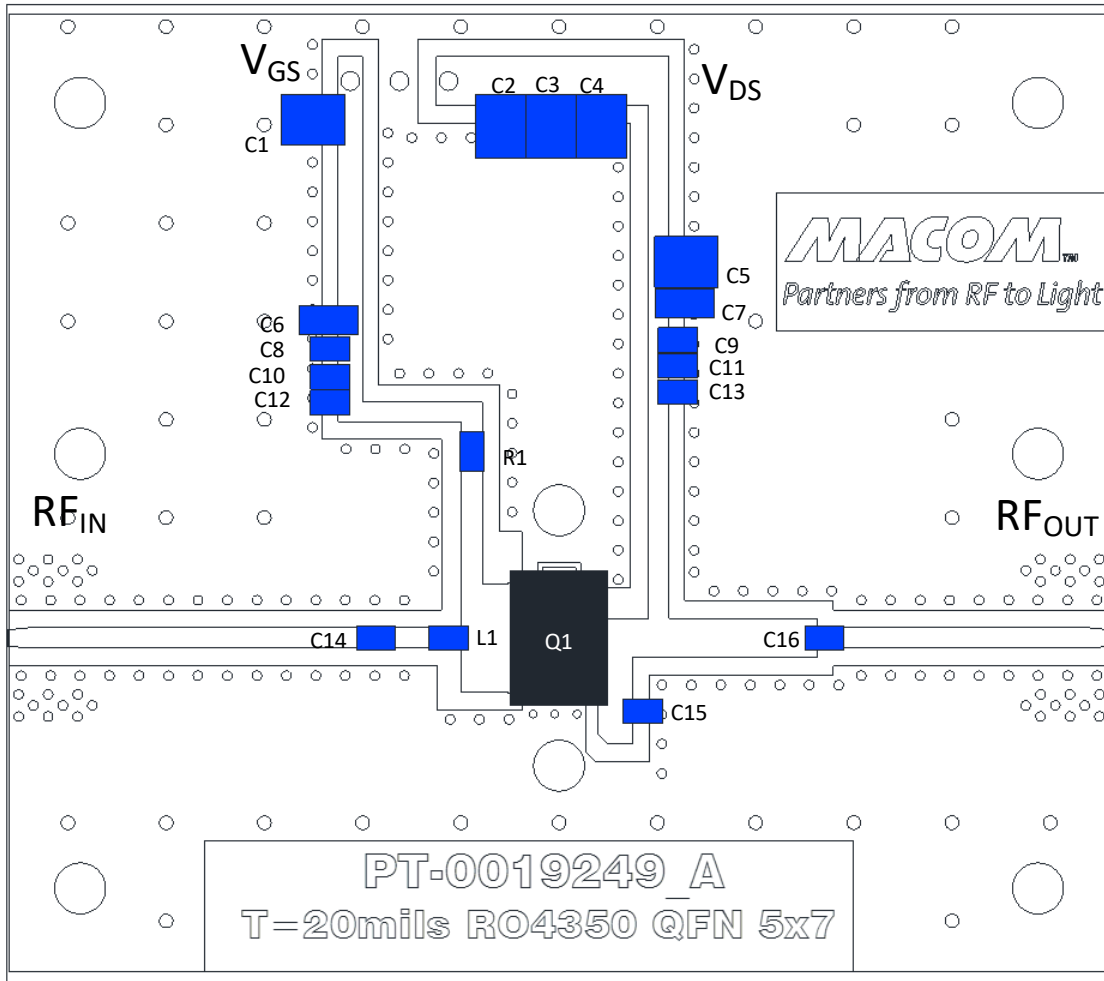 VGS
VDS
C1
C2
C3
C4
MACOM™
Partners from RF to Light
C5
C7
C6
C8
C9
C10
C11
C12
C13
R1
RFIN
RFOUT
C14
L1
Q1
C16
C15
PT-0019249_A
T=20mils RO4350 QFN 5x7